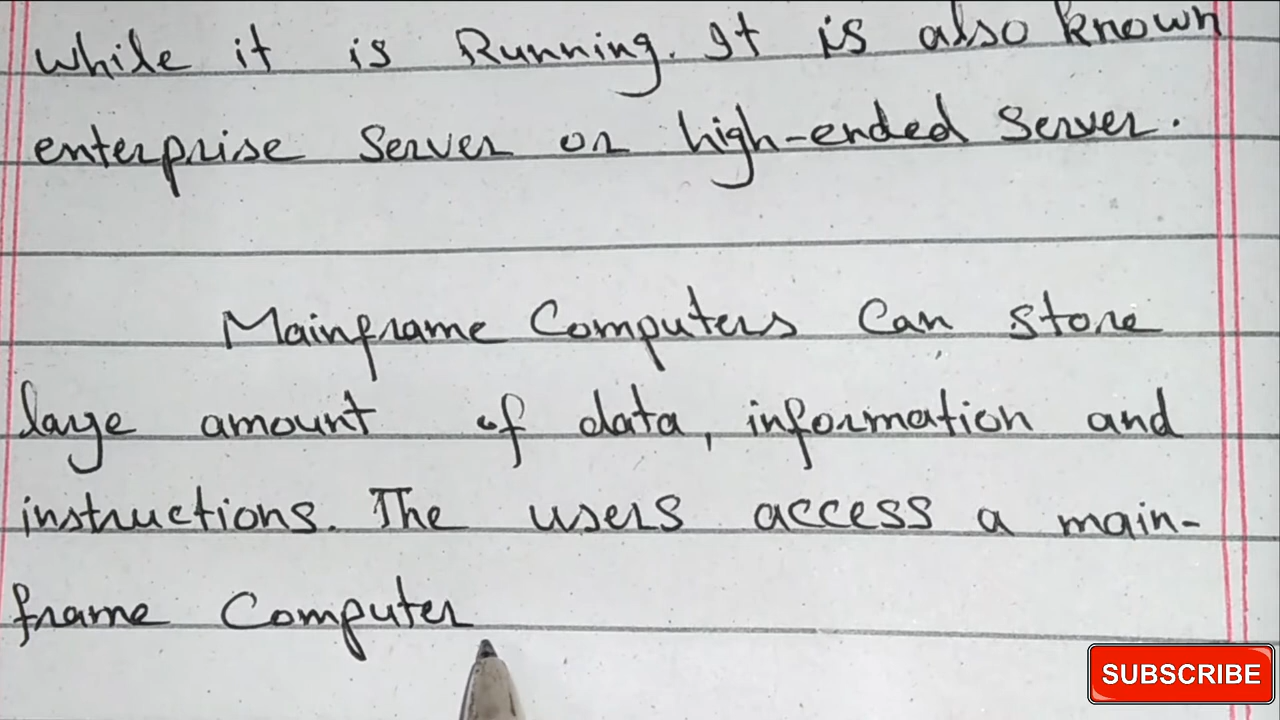 while it is Running. It is also known
enterprise Server or high-ended Server.
Mainframe Computers Can store
large amount of data, information and
instructions. The users access a main-
frame Computer
SUBSCRIBE